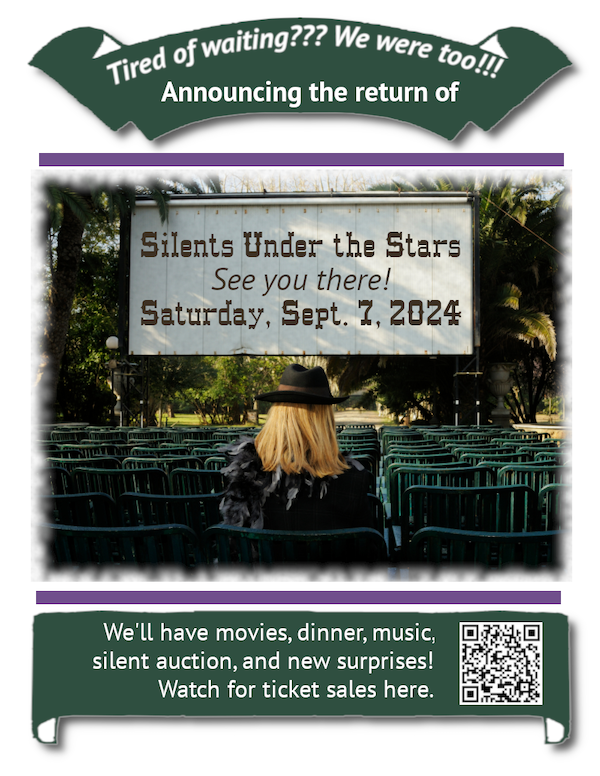 Tired of waiting??? We were too!!!
Announcing the return of
Silents Under the Stars
See you there!
Saturday, Sept. 7, 2024
We'll have movies, dinner, music,
silent auction, and new surprises!
Watch for ticket sales here.